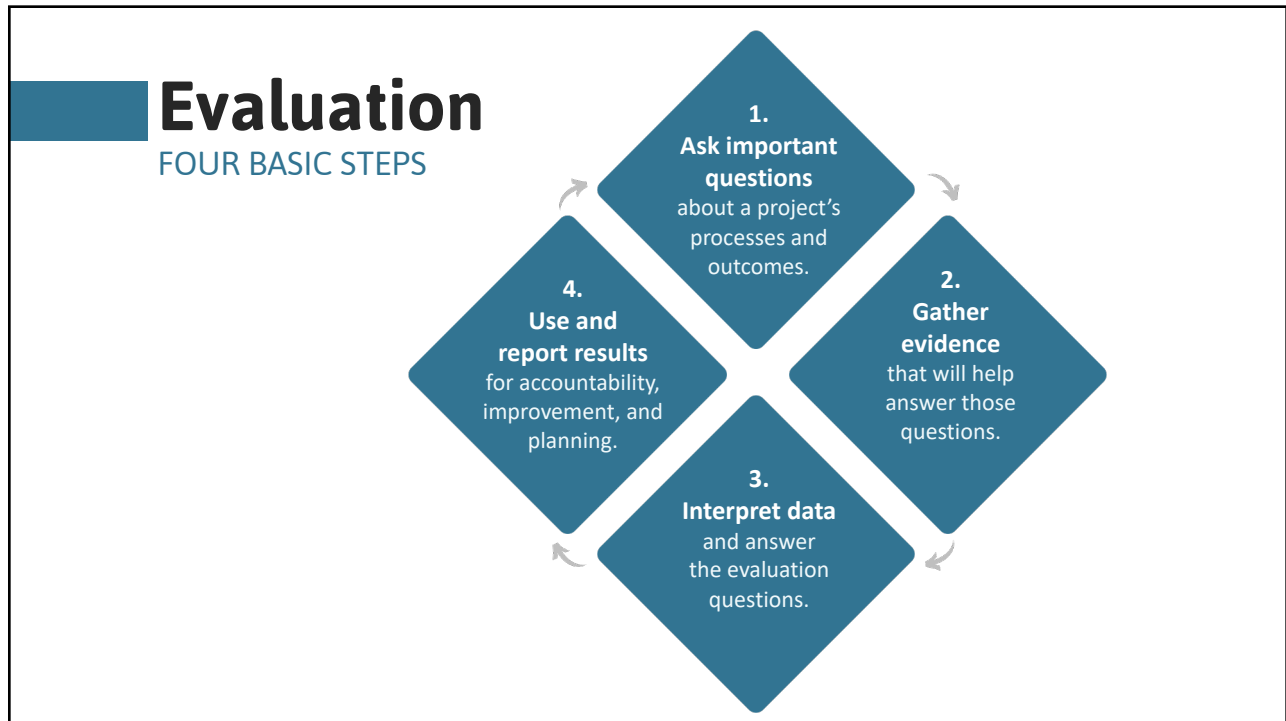 Evaluation
FOUR BASIC STEPS
1.
Ask important
questions
about a project’s
processes and
outcomes.
2.
Gather
evidence
that will help
answer those
questions.
3.
Interpret data
and answer
the evaluation
questions.
4.
Use and
report results
for accountability,
improvement, and
planning.